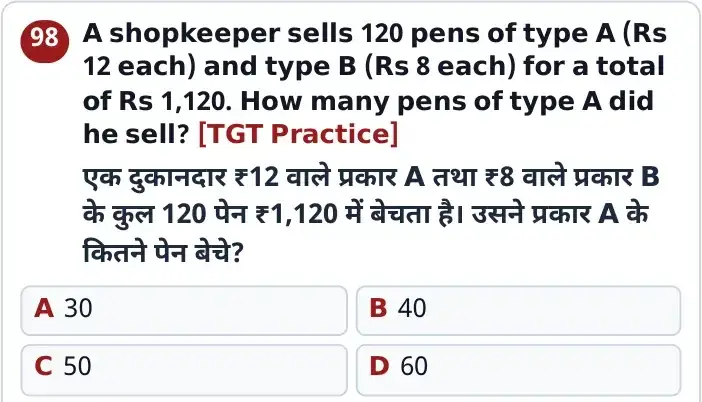 98 A shopkeeper sells 120 pens of type A (Rs
12 each) and type B (Rs 8 each) for a total
of Rs 1,120. How many pens of type A did
he sell? [TGT Practice]
एक दुकानदार ₹12 वाले प्रकार A तथा ₹8 वाले प्रकार B
के कुल 120 पेन ₹1,120 में बेचता है। उसने प्रकार A के
कितने पेन बेचे?
A 30
B 40
C 50
D 60